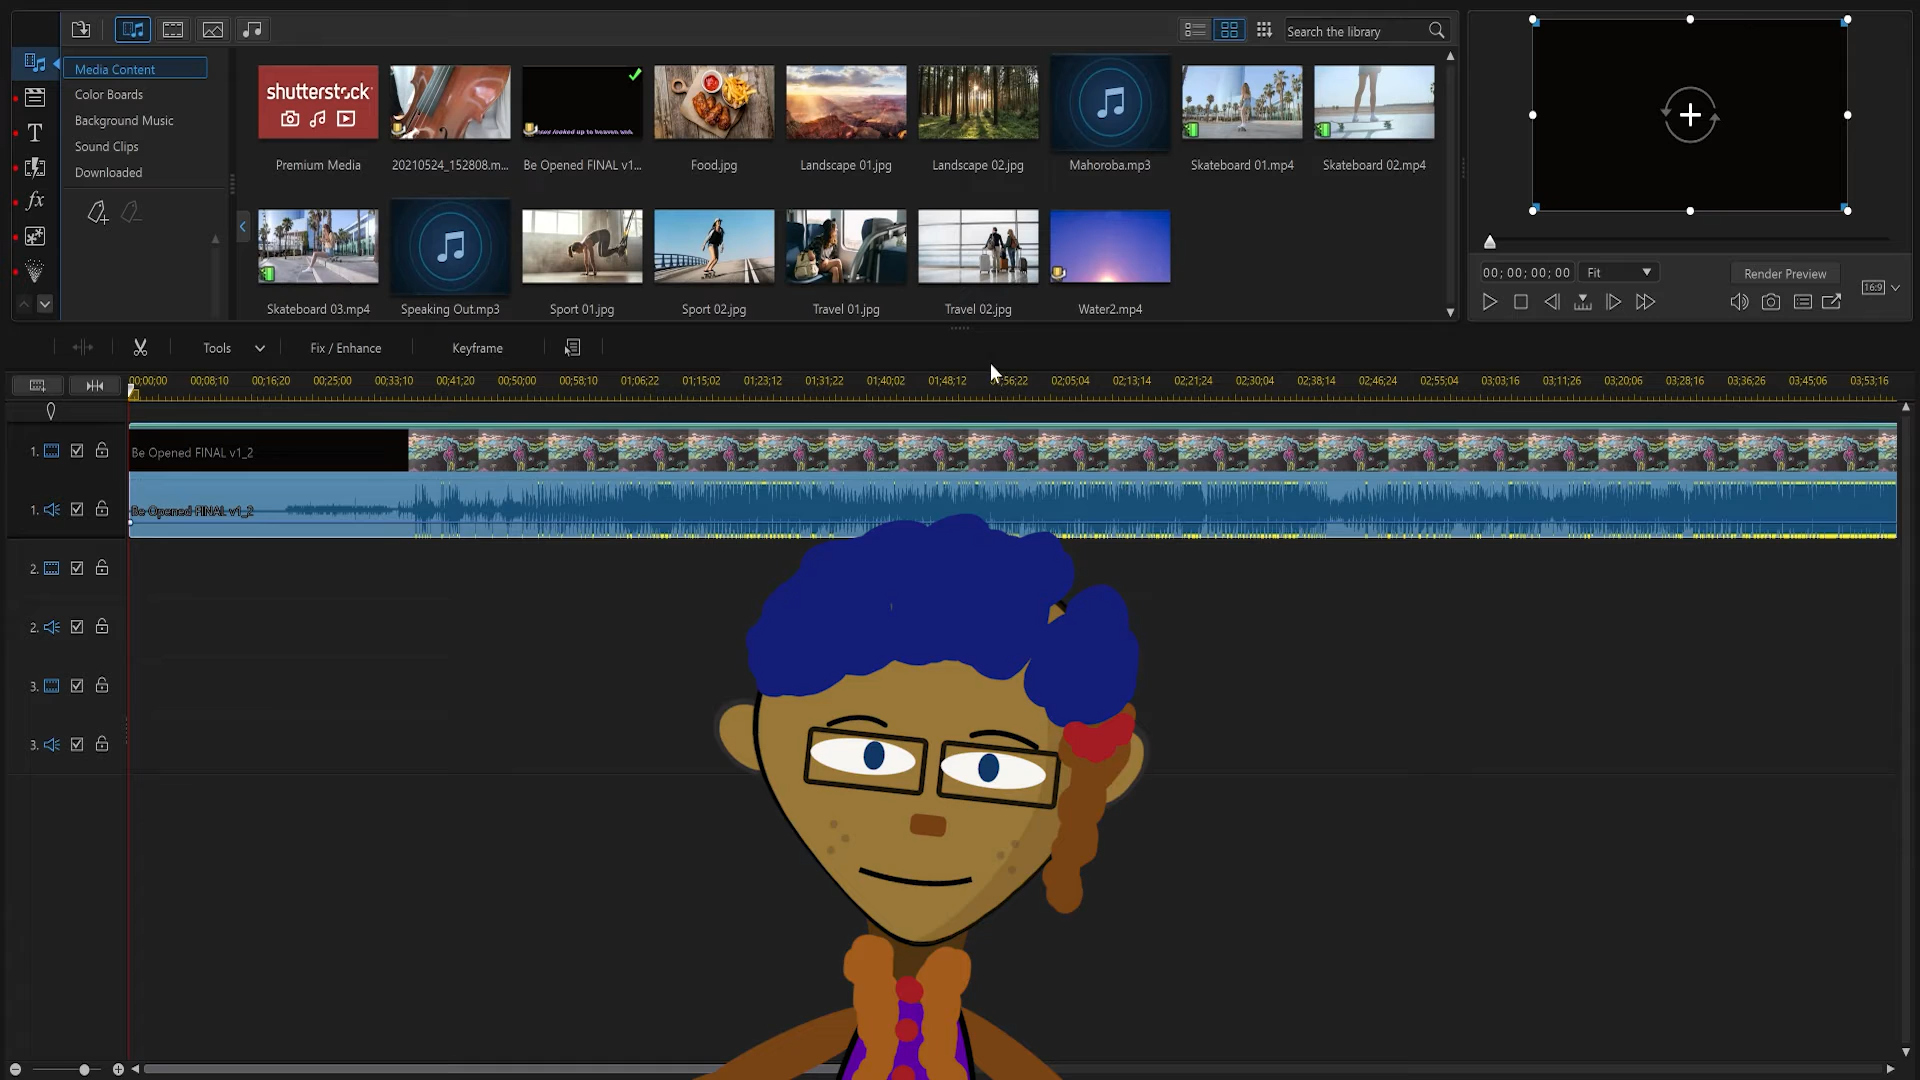 Search the library
Media Content
Color Boards
Background Music
Sound Clips
Downloaded
shutterstock
Premium Media
20210524_152808.m...
Be Opened FINAL v1...
Food.jpg
Landscape 01.jpg
Landscape 02.jpg
Mahoroba.mp3
Skateboard 01.mp4
Skateboard 02.mp4
Skateboard 03.mp4
Speaking Out.mp3
Sport 01.jpg
Sport 02.jpg
Travel 01.jpg
Travel 02.jpg
Water2.mp4
T
fx
00; 00; 00; 00
Fit
Render Preview
16:9
Tools
Fix / Enhance
Keyframe
00;00;00 00;08;10 00;16;20 00;25;00 00;33;10 00;41;20 00;50;00 00;58;10 01;06;22 01;15;02 01;23;12 01;31;22 01;40;02 01;48;12 56;22 02;05;04 02;13;14 02;21;24 02;30;04 02;38;14 02;46;24 02;55;04 03;03;16 03;11;26 03;20;06 03;28;16 03;36;26 03;45;06 03;53;16
1.
Be Opened FINAL v1_2
1.
Be Opened FINAL v1_2
2.
2.
3.
3.